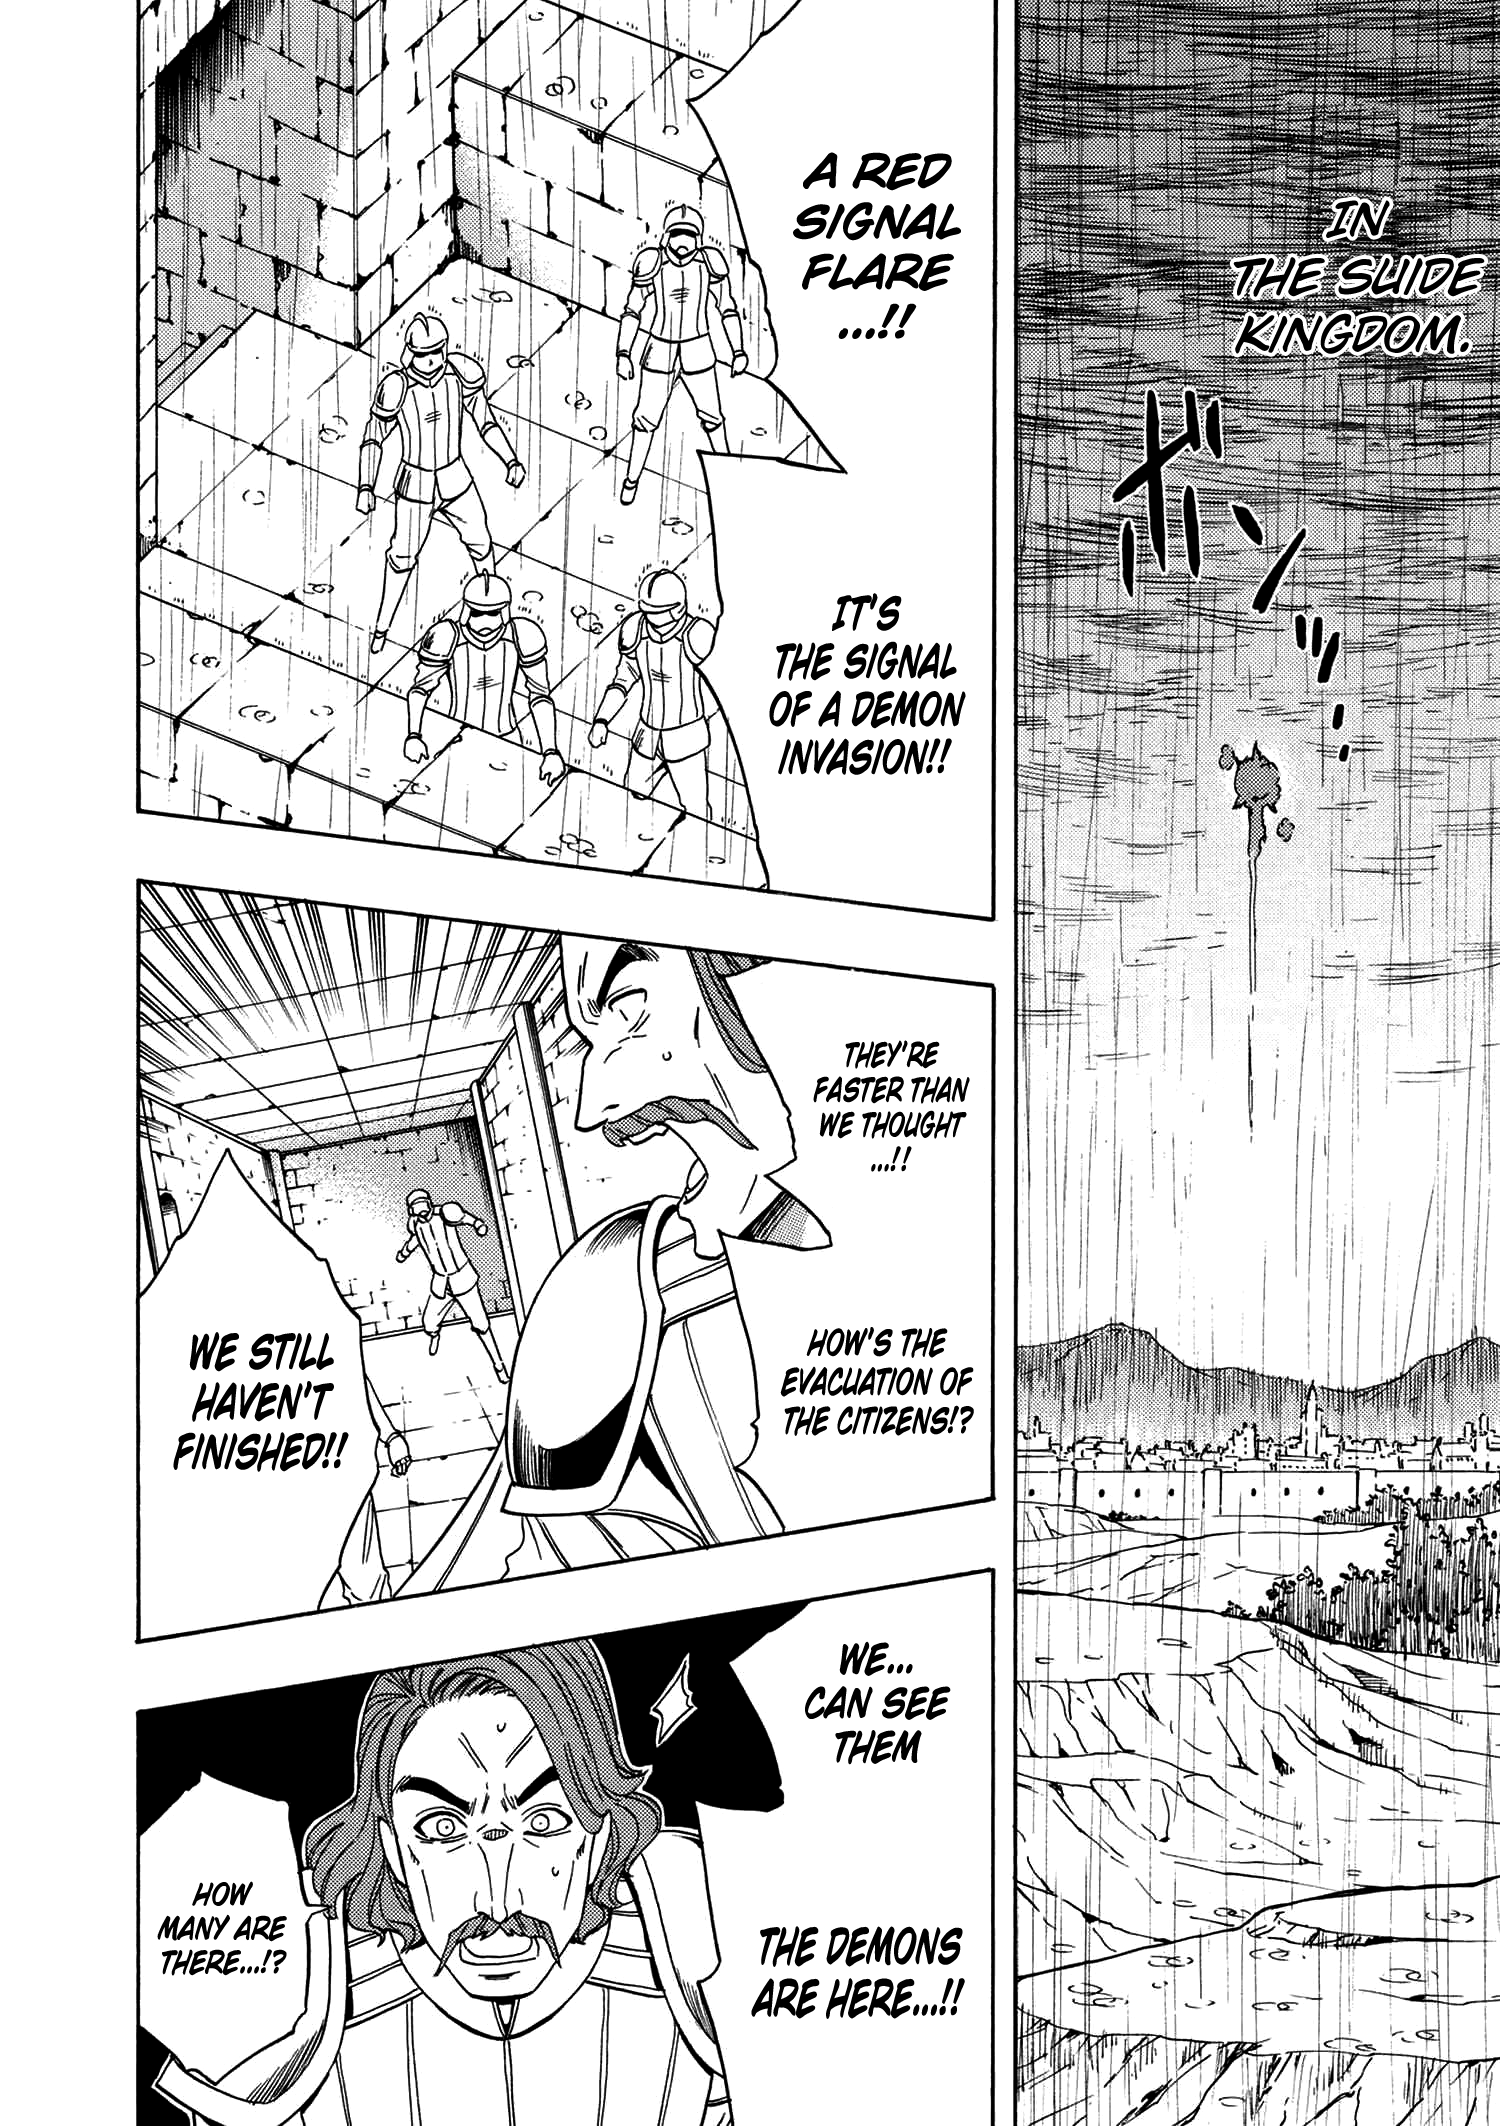 IN
THE SUIDE
KINGDOM.
ボンッ
A RED
SIGNAL
FLARE
...!!
IT'S
THE SIGNAL
OF A DEMON
INVASION!!
THEY'RE
FASTER THAN
WE THOUGHT
...!!
HOW'S THE
EVACUATION OF
THE CITIZENS!?
WE STILL
HAVEN'T
FINISHED!!
WE...
CAN SEE
THEM
THE DEMONS
ARE HERE...!!
HOW
MANY ARE
THERE...!?